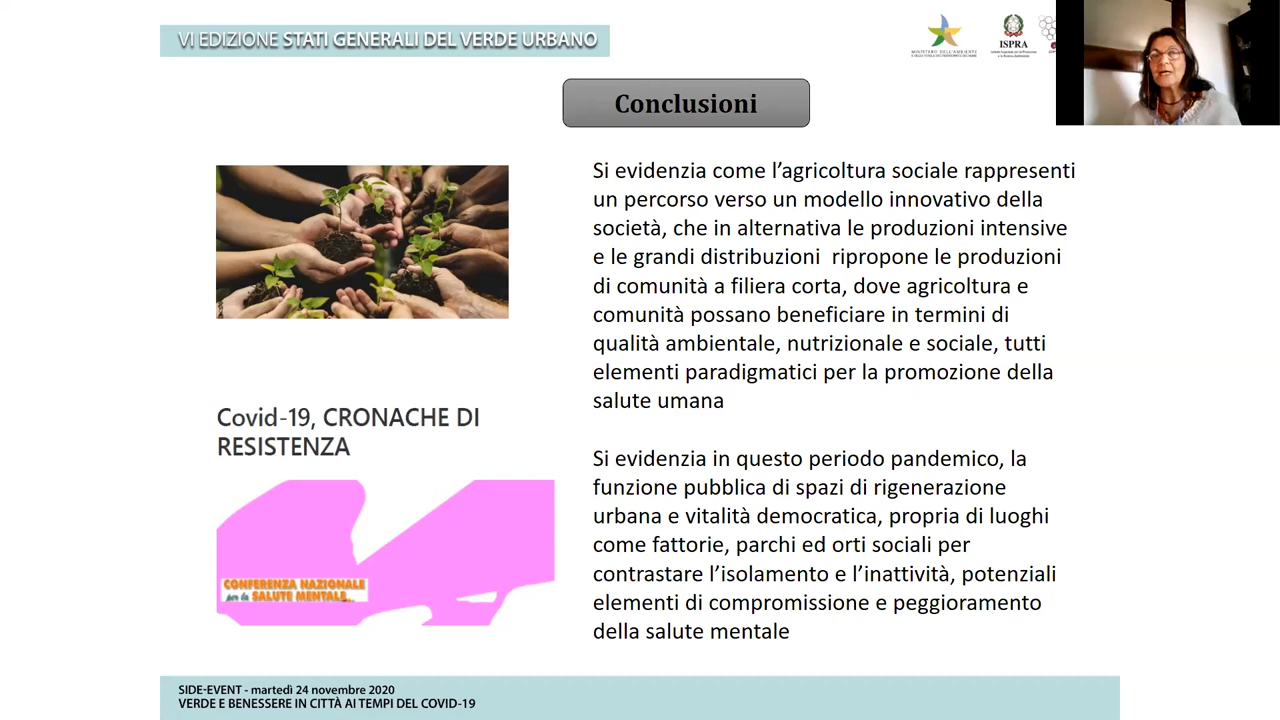 VI EDIZIONE STATI GENERALI DEL VERDE URBANO
MINISTERO DELL'AMBIENTE
ISPRA
Conclusioni
Si evidenzia come l’agricoltura sociale rappresenti
un percorso verso un modello innovativo della
società, che in alternativa le produzioni intensive
e le grandi distribuzioni ripropone le produzioni
di comunità a filiera corta, dove agricoltura e
comunità possano beneficiare in termini di
qualità ambientale, nutrizionale e sociale, tutti
elementi paradigmatici per la promozione della
salute umana
Covid-19, CRONACHE DI
RESISTENZA
CONFERENZA NAZIONALE
per la SALUTE MENTALE
Si evidenzia in questo periodo pandemico, la
funzione pubblica di spazi di rigenerazione
urbana e vitalità democratica, propria di luoghi
come fattorie, parchi ed orti sociali per
contrastare l’isolamento e l’inattività, potenziali
elementi di compromissione e peggioramento
della salute mentale
SIDE-EVENT - martedì 24 novembre 2020
VERDE E BENESSERE IN CITTÀ AI TEMPI DEL COVID-19